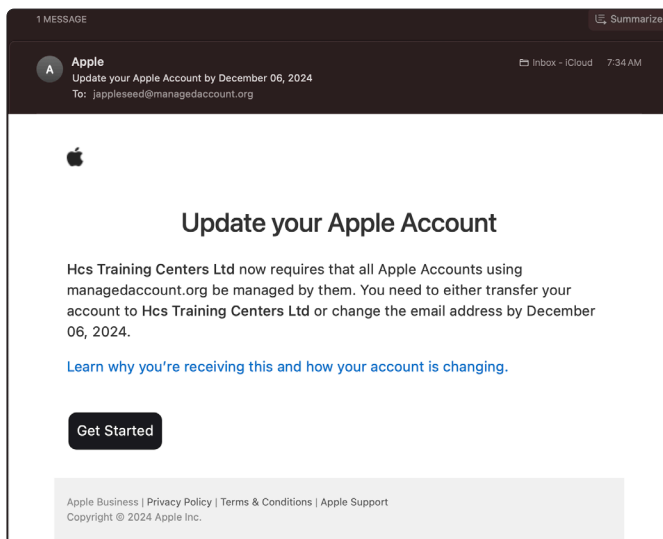 1 MESSAGE
Summarize
A
Apple
Inbox - iCloud 7:34 AM
Update your Apple Account by December 06, 2024
To: jappleseed@managedaccount.org
Update your Apple Account
Hcs Training Centers Ltd now requires that all Apple Accounts using
managedaccount.org be managed by them. You need to either transfer your
account to Hcs Training Centers Ltd or change the email address by December
06, 2024.
Learn why you're receiving this and how your account is changing.
Get Started
Apple Business | Privacy Policy | Terms & Conditions | Apple Support
Copyright © 2024 Apple Inc.